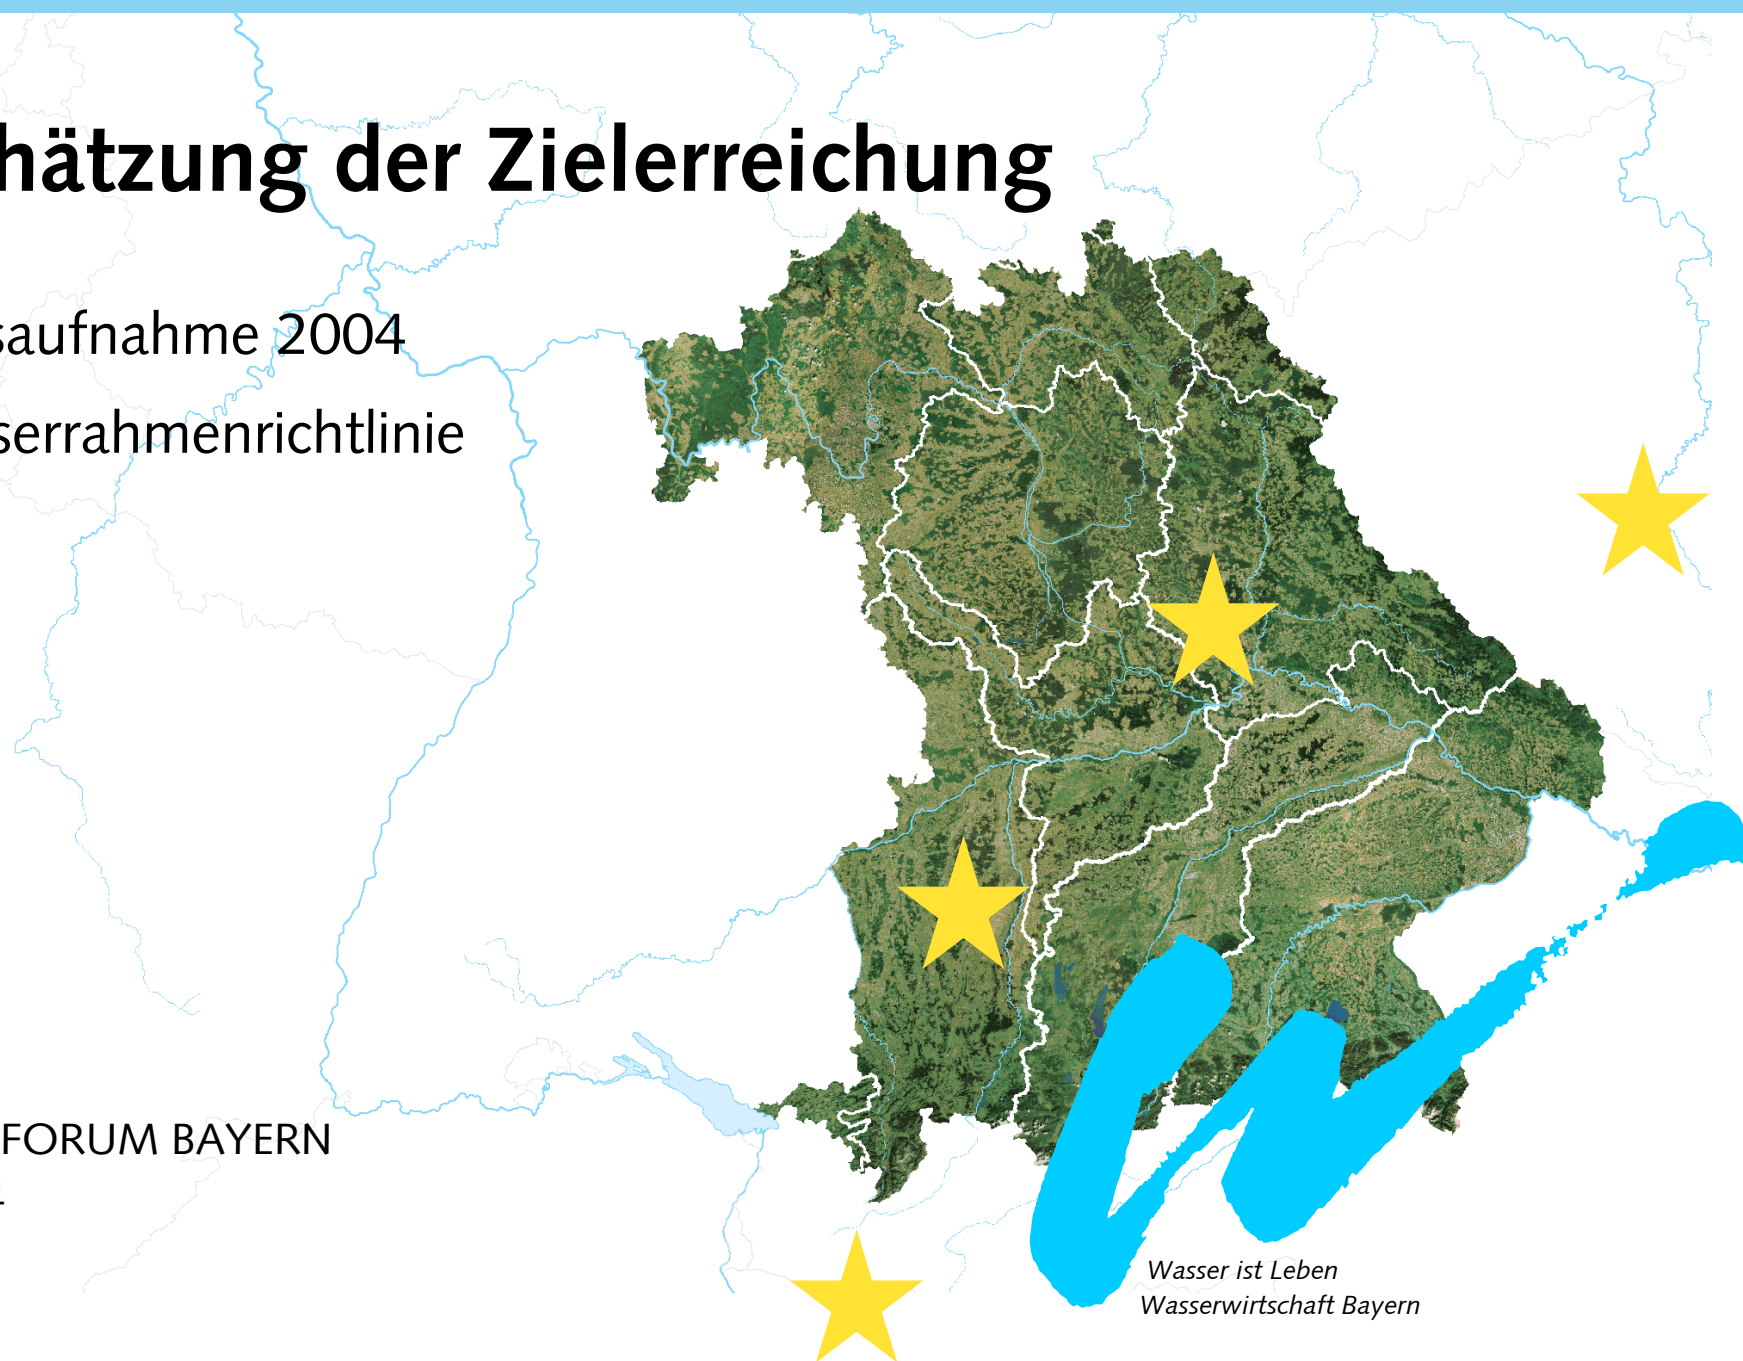 hätzung der Zielerreichung
saufnahme 2004
serrahmenrichtlinie
FORUM BAYERN
Wasser ist Leben
Wasserwirtschaft Bayern